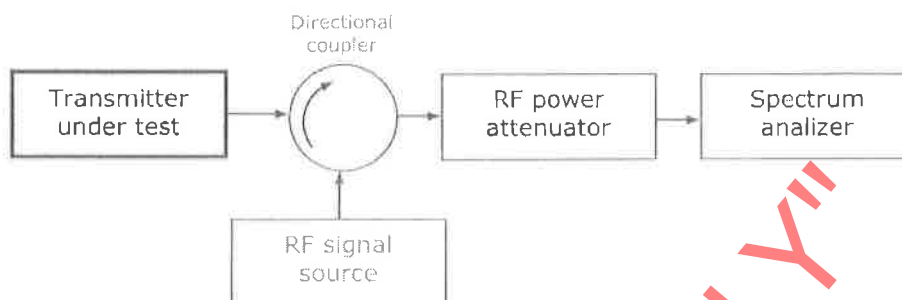 Directional
coupler
Transmitter
under test
RF power
attenuator
Spectrum
analizer
RF signal
source
Y"